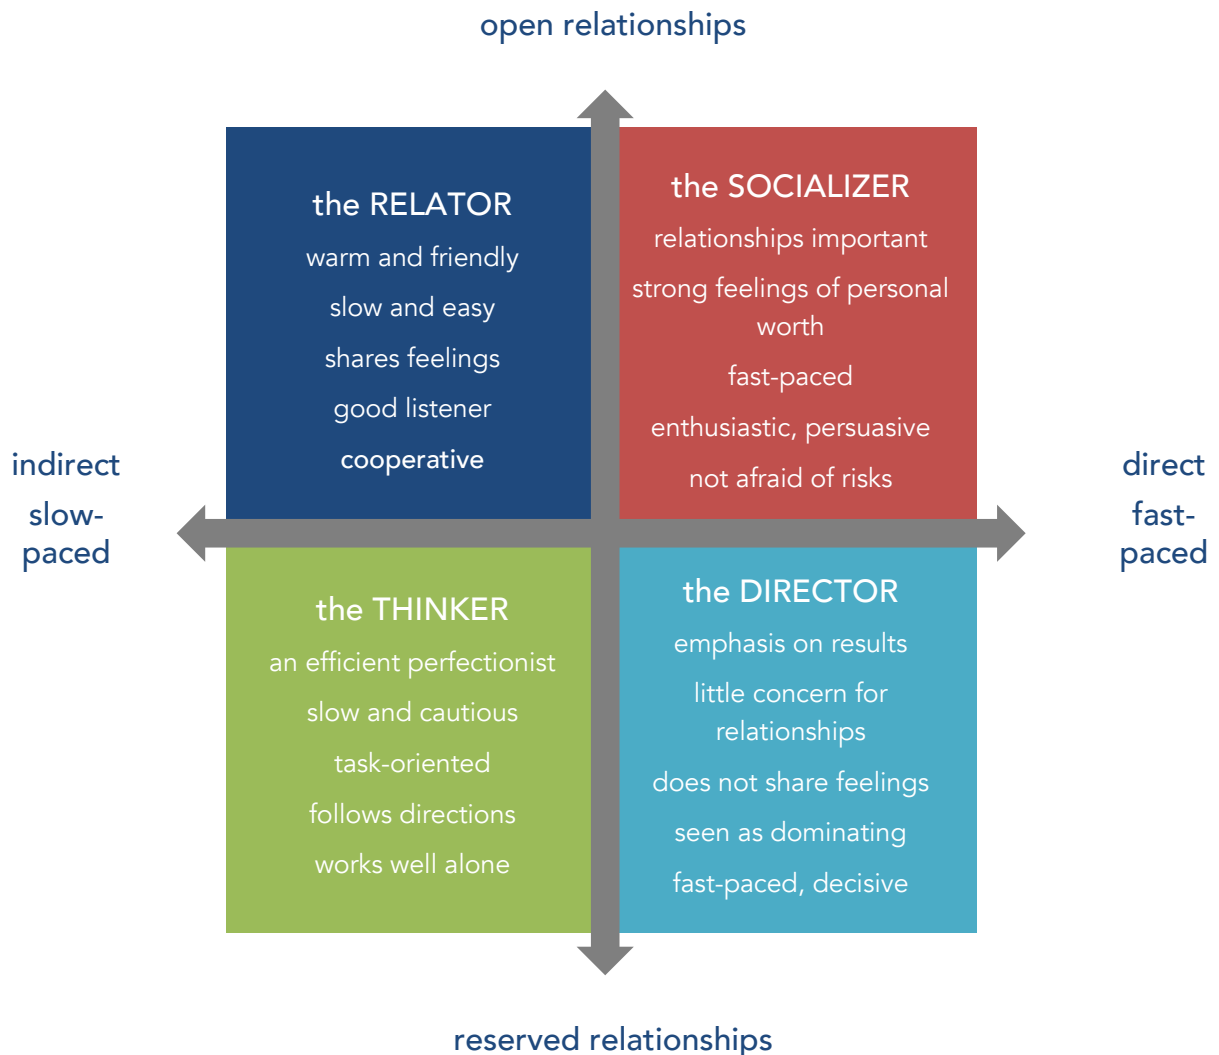 open relationships
the RELATOR
warm and friendly
slow and easy
shares feelings
good listener
cooperative
the SOCIALIZER
relationships important
strong feelings of personal
worth
fast-paced
enthusiastic, persuasive
not afraid of risks
indirect
slow-
paced
direct
fast-
paced
the THINKER
an efficient perfectionist
slow and cautious
task-oriented
follows directions
works well alone
the DIRECTOR
emphasis on results
little concern for
relationships
does not share feelings
seen as dominating
fast-paced, decisive
reserved relationships